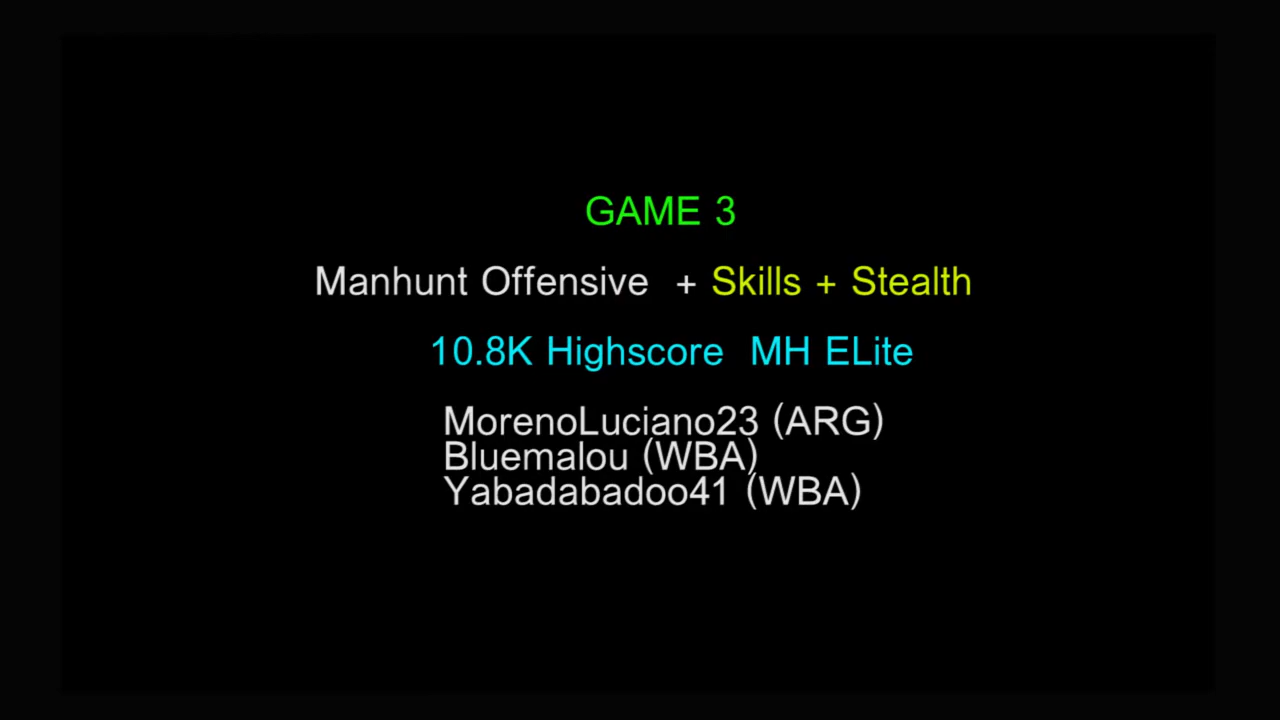 GAME 3
Manhunt Offensive + Skills + Stealth
10.8K Highscore MH ELite
MorenoLuciano23 (ARG)
Bluemalou (WBA)
Yabadabadoo41 (WBA)